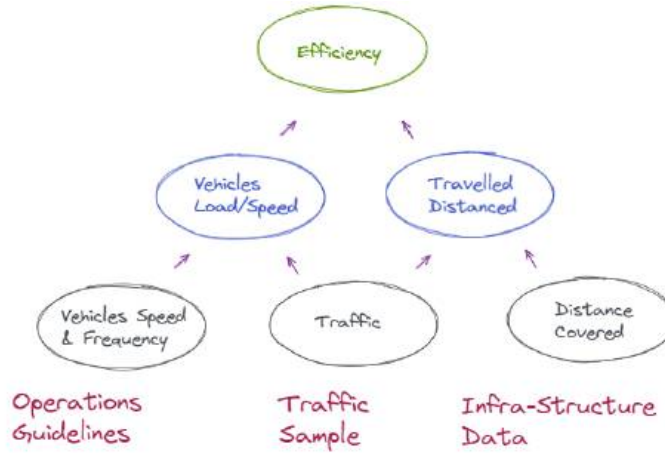 Efficiency
Vehicles
Load/Speed
Travelled
Distanced
Vehicles Speed
& Frequency
Traffic
Distance
Covered
Operations
Guidelines
Traffic
Sample
Infra-Structure
Data